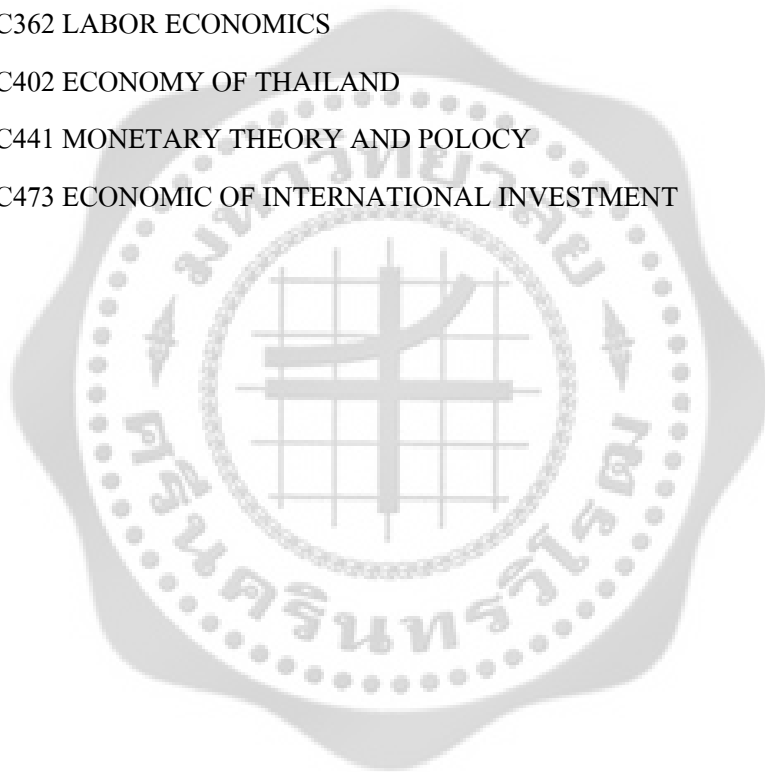 C362 LABOR ECONOMICS
C402 ECONOMY OF THAILAND
C441 MONETARY THEORY AND POLOCY
C473 ECONOMIC OF INTERNATIONAL INVESTMENT
มหาวิทยาลัย
ศรีนครินทรวิโรฒ